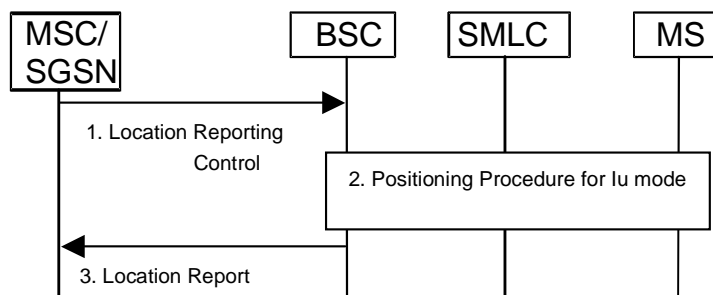 MSC/
SGSN
BSC
SMLC
MS
1. Location Reporting
Control
2. Positioning Procedure for Iu mode
3. Location Report